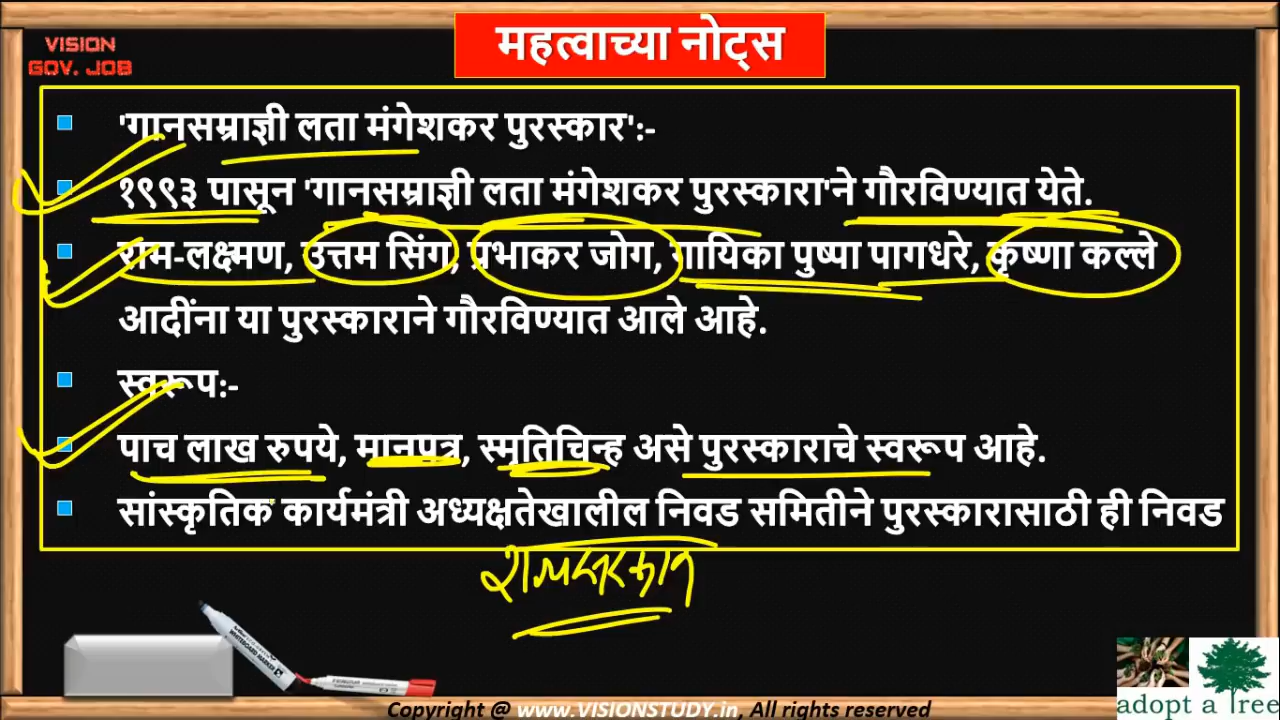 महत्वाच्या नोट्स
VISION
GOV. JOB
'गानसम्राज्ञी लता मंगेशकर पुरस्कार':-
१९९३ पासून 'गानसम्राज्ञी लता मंगेशकर पुरस्कारा'ने गौरविण्यात येते.
राम-लक्ष्मण, उत्तम सिंग, प्रभाकर जोग, गायिका पुष्पा पागधरे, कृष्णा कल्ले
आदींना या पुरस्काराने गौरविण्यात आले आहे.
स्वरूप:-
पाच लाख रुपये, मानपत्र, स्मृतिचिन्ह असे पुरस्काराचे स्वरूप आहे.
सांस्कृतिक कार्यमंत्री अध्यक्षतेखालील निवड समितीने पुरस्कारासाठी ही निवड
adopt a Tree
Copyright @ www.VISIONSTUDY.in, All rights reserved